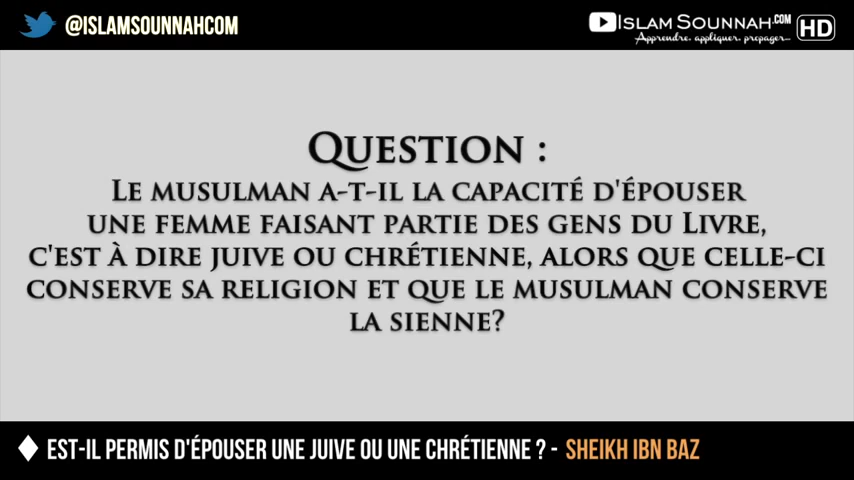 @ISLAMSOUNNAHCOM
ISLAM SOUNNAH.COM
Apprendre, appliquer, propager...
HD
QUESTION :
LE MUSULMAN A-T-IL LA CAPACITÉ D'ÉPOUSER
UNE FEMME FAISANT PARTIE DES GENS DU LIVRE,
C'EST À DIRE JUIVE OU CHRÉTIENNE, ALORS QUE CELLE-CI
CONSERVE SA RELIGION ET QUE LE MUSULMAN CONSERVE
LA SIENNE?
EST-IL PERMIS D'ÉPOUSER UNE JUIVE OU UNE CHRÉTIENNE ? - SHEIKH IBN BAZ